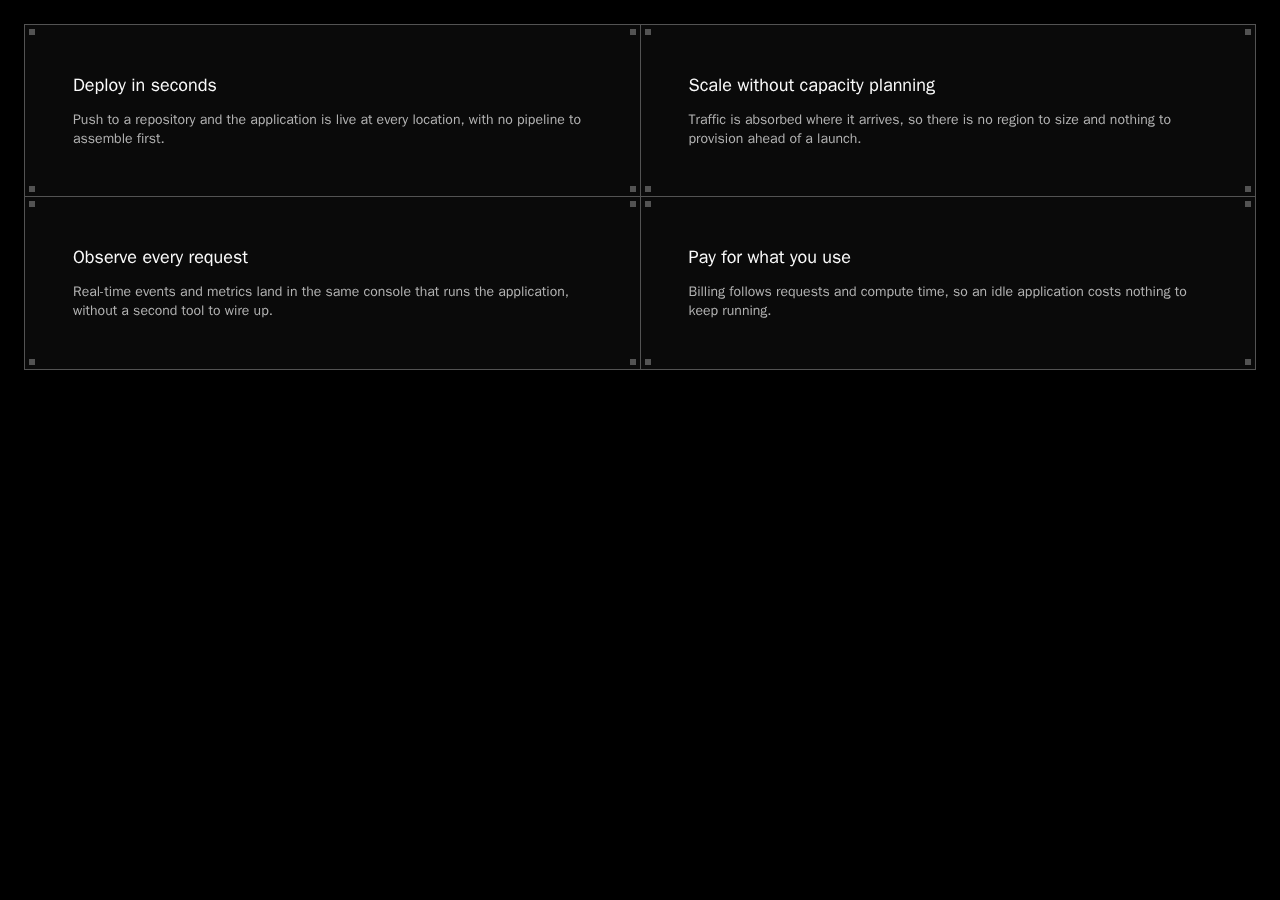 Deploy in seconds
Push to a repository and the application is live at every location, with no pipeline to
assemble first.
Scale without capacity planning
Traffic is absorbed where it arrives, so there is no region to size and nothing to
provision ahead of a launch.
Observe every request
Real-time events and metrics land in the same console that runs the application,
without a second tool to wire up.
Pay for what you use
Billing follows requests and compute time, so an idle application costs nothing to
keep running.